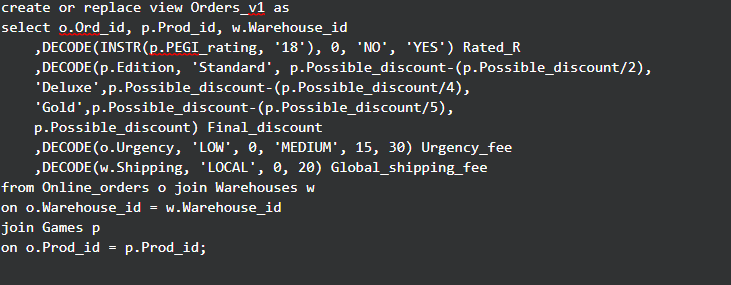 create or replace view Orders_v1 as
select o.Ord_id, p.Prod_id, w.Warehouse_id
,DECODE(INSTR(p.PEGI_rating, '18'), 0, 'NO', 'YES') Rated_R
,DECODE(p.Edition, 'Standard', p.Possible_discount-(p.Possible_discount/2),
'Deluxe',p.Possible_discount-(p.Possible_discount/4),
'Gold',p.Possible_discount-(p.Possible_discount/5),
p.Possible_discount) Final_discount
,DECODE(o.Urgency, 'LOW', 0, 'MEDIUM', 15, 30) Urgency_fee
,DECODE(w.Shipping, 'LOCAL', 0, 20) Global_shipping_fee
from Online_orders o join Warehouses w
on o.Warehouse_id = w.Warehouse_id
join Games p
on o.Prod_id = p.Prod_id;